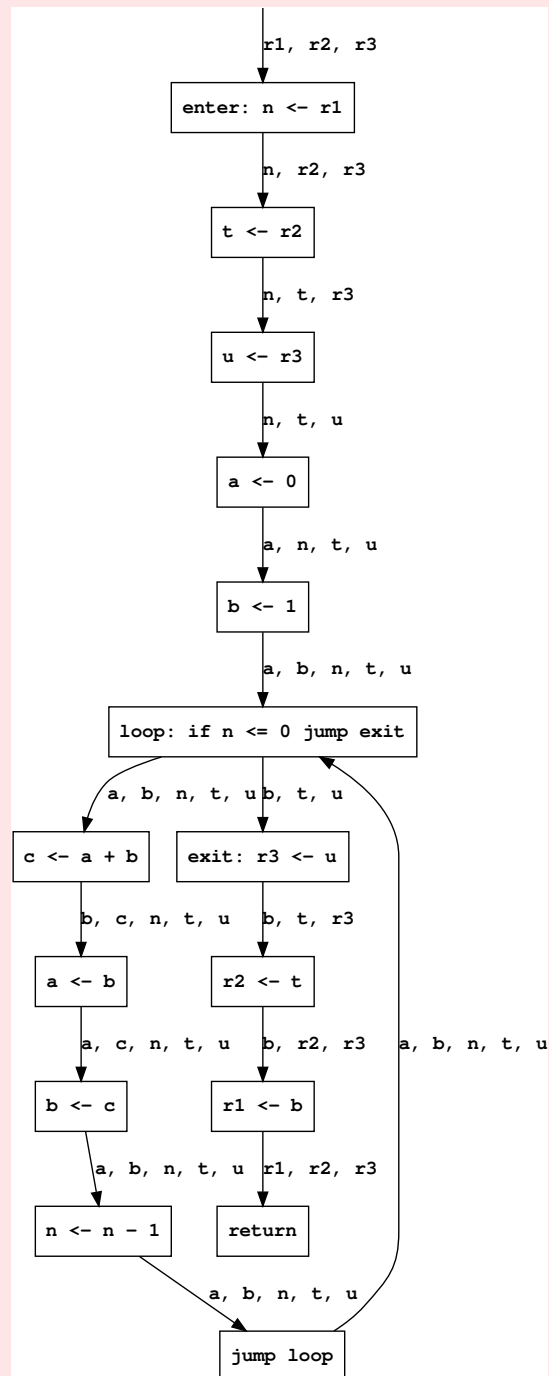 r1, r2, r3
enter: n <- r1
n, r2, r3
t <- r2
n, t, r3
u <- r3
n, t, u
a <- 0
a, n, t, u
b <- 1
a, b, n, t, u
loop: if n <= 0 jump exit
a, b, n, t, u
b, t, u
c <- a + b
exit: r3 <- u
b, c, n, t, u
b, t, r3
a <- b
r2 <- t
a, c, n, t, u
b, r2, r3
a, b, n, t, u
b <- c
r1 <- b
a, b, n, t, u
r1, r2, r3
n <- n - 1
return
a, b, n, t, u
jump loop